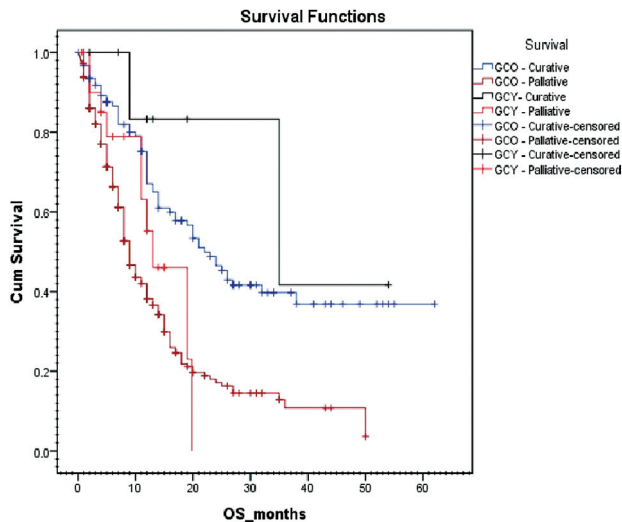 Survival Functions
Survival
GCO - Curative
GCO - Pallative
GCY- Curative
GCY - Palliative
GCO - Curative-censored
GCO - Pallative-censored
GCY - Curative-censored
GCY - Palliative-censored
Cum Survival
1.0
0.8
0.6
0.4
0.2
0.0
0 10 20 30 40 50 60
OS_months